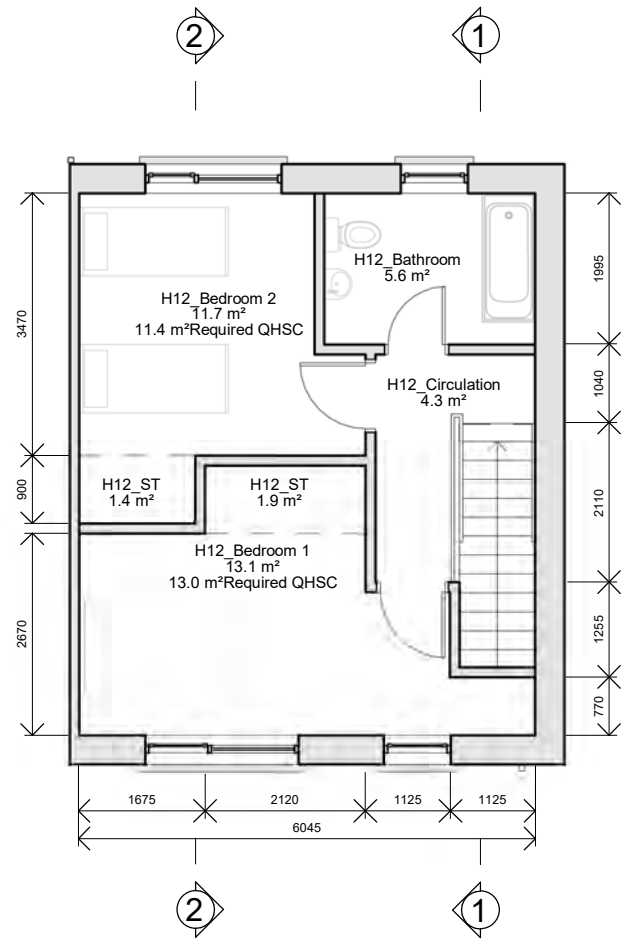 2
1
H12_Bathroom
5.6 m²
H12_Bedroom 2
11.7 m²
11.4 m²Required QHSC
H12_Circulation
4.3 m²
H12_ST
1.4 m²
H12_ST
1.9 m²
H12_Bedroom 1
13.1 m²
13.0 m²Required QHSC
3470
900
2670
1995
1040
2110
1255
770
1675
2120
1125
1125
6045
2
1